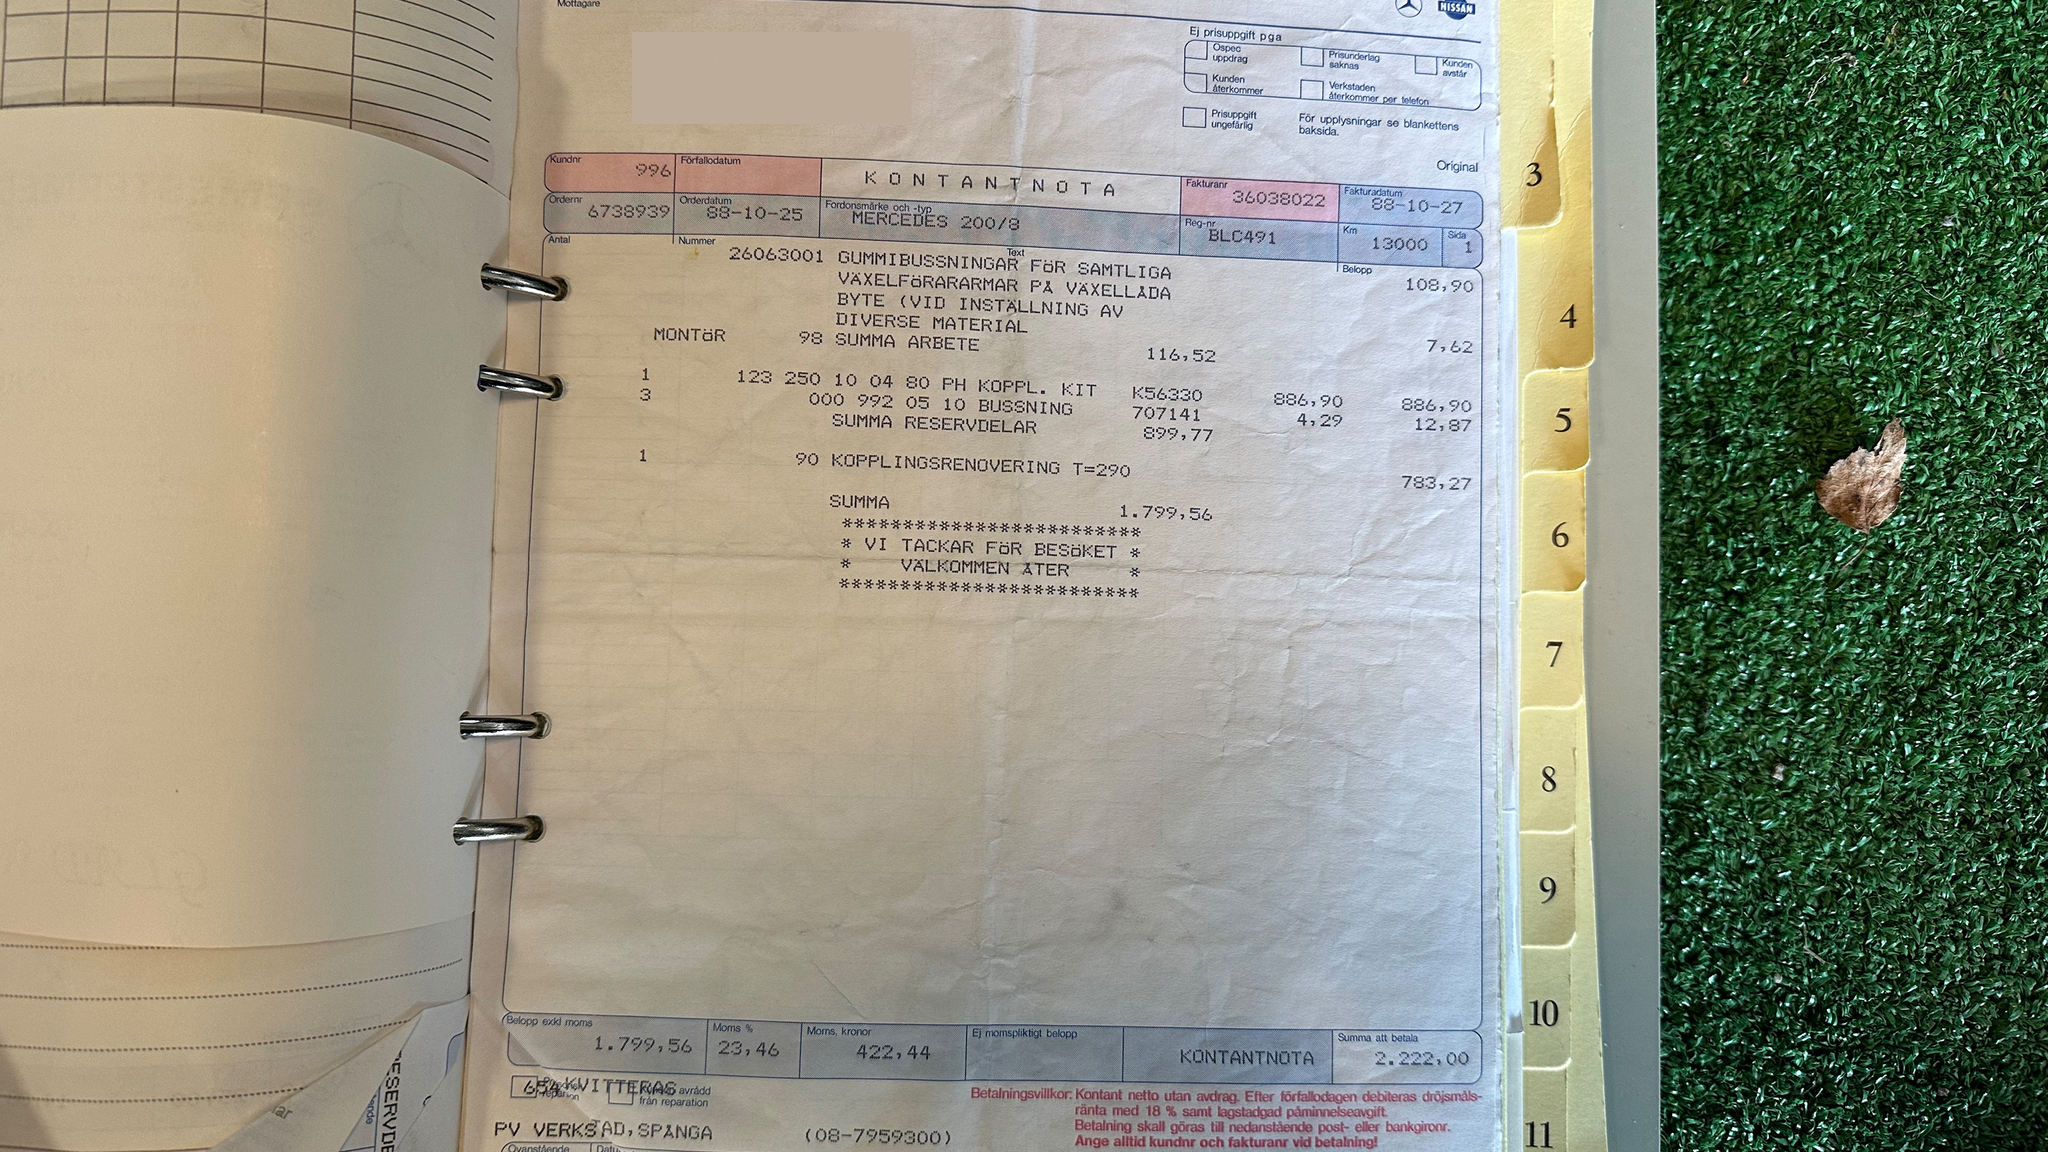 Mottagare
NISSAN
Ej prisuppgift pga
Ospec uppdrag
Prisunderlag saknas
Kunden avstår
Kunden återkommer
Verkstaden återkommer per telefon
Prisuppgift ungefärlig
För upplysningar se blankettens baksida.
Original
Kundnr 996
Förfallodatum
KONTANTNOTA
Fakturanr 36038022
Fakturadatum 88-10-27
Ordernr 6738939
Orderdatum 88-10-25
Fordonsmärke och -typ MERCEDES 200/8
Reg-nr BLC491
Km 13000
Sida 1
Antal Nummer Text Belopp
26063001 GUMMIBUSSNINGAR FÖR SAMTLIGA 108,90
VÄXELFÖRARARMAR PÅ VÄXELLÅDA
BYTE (VID INSTÄLLNING AV
DIVERSE MATERIAL 7,62
MONTÖR 98 SUMMA ARBETE 116,52
1 123 250 10 04 80 PH KOPPL. KIT K56330 886,90 886,90
3 000 992 05 10 BUSSNING 707141 4,29 12,87
SUMMA RESERVDELAR 899,77
1 90 KOPPLINGSRENOVERING T=290 783,27
SUMMA 1.799,56
*************************
* VI TACKAR FÖR BESÖKET *
* VÄLKOMMEN ÅTER *
*************************
Belopp exkl moms 1.799,56
Moms % 23,46
Moms, kronor 422,44
Ej momspliktigt belopp
KONTANTNOTA
Summa att betala 2.222,00
654 KVITTERAS
Kunden avrådd från reparation
Betalningsvillkor: Kontant netto utan avdrag. Efter förfallodagen debiteras dröjsmåls-
ränta med 18 % samt lagstadgad påminnelseavgift.
Betalning skall göras till nedanstående post- eller bankgironr.
Ange alltid kundnr och fakturanr vid betalning!
PV VERKSTAD,SPÅNGA (08-7959300)
Ovanstående
3
4
5
6
7
8
9
10
11